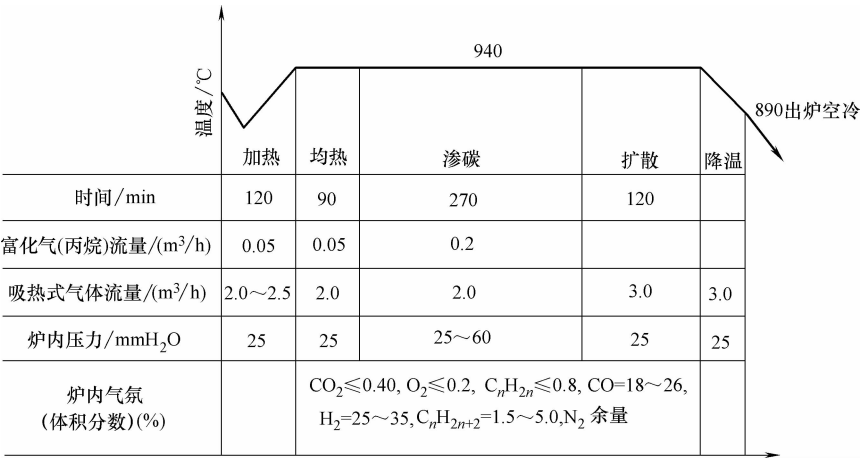 940
温度/℃
890出炉空冷
加热 均热 渗碳 扩散 降温
时间/min 120 90 270 120
富化气(丙烷)流量/(m³/h) 0.05 0.05 0.2
吸热式气体流量/(m³/h) 2.0～2.5 2.0 2.0 3.0 3.0
炉内压力/mmH₂O 25 25 25～60 25 25
炉内气氛
(体积分数)(%)
CO₂≤0.40, O₂≤0.2, CₙH₂ₙ≤0.8, CO=18～26,
H₂=25～35,CₙH₂ₙ₊₂=1.5～5.0,N₂ 余量